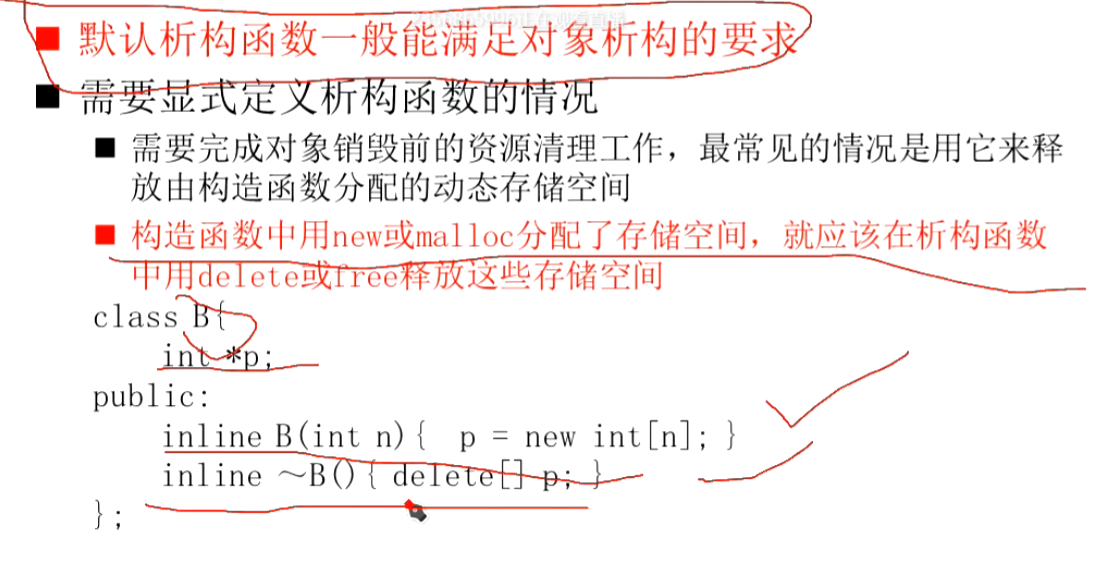 默认析构函数一般能满足对象析构的要求
需要显式定义析构函数的情况
需要完成对象销毁前的资源清理工作，最常见的情况是用它来释
放由构造函数分配的动态存储空间
构造函数中用new或malloc分配了存储空间，就应该在析构函数
中用delete或free释放这些存储空间
class B{
int *p;
public:
inline B(int n){ p = new int[n]; }
inline ～B(){ delete[] p; }
};